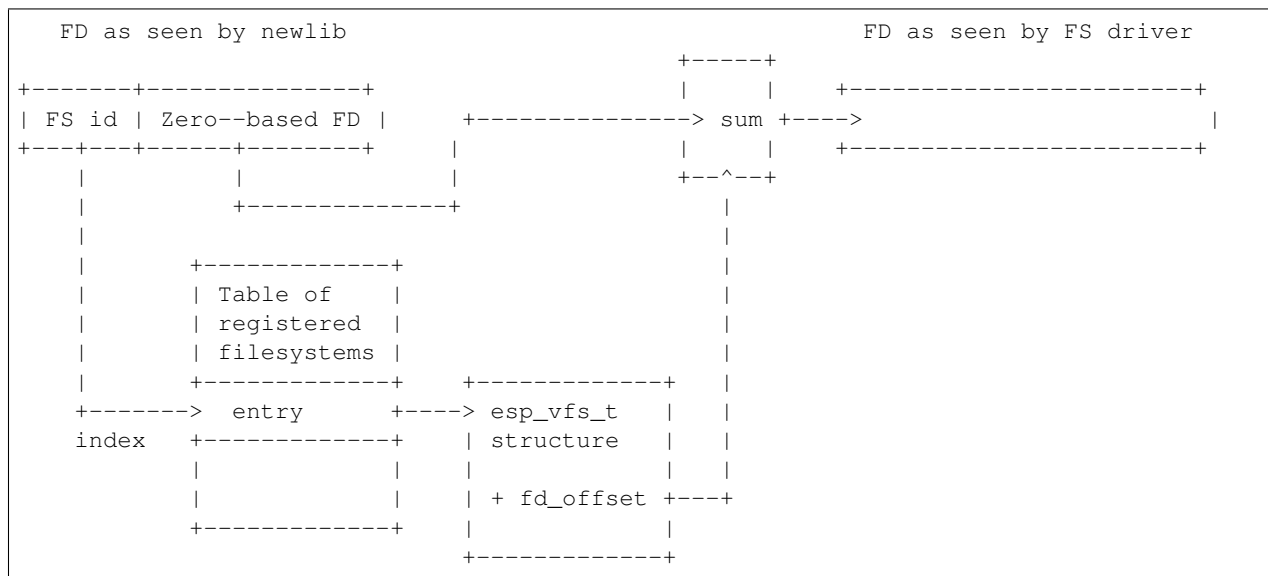 FD as seen by newlib FD as seen by FS driver
+-----+
+-------+---------------+ | | +------------------------+
| FS id | Zero--based FD | +---------------> sum +----> |
+---+---+------+--------+ | | | +------------------------+
| | | +--^--+
| +--------------+ |
| |
| +-------------+ |
| | Table of | |
| | registered | |
| | filesystems | |
| +-------------+ +-------------+ |
+-------> entry +----> esp_vfs_t | |
index +-------------+ | structure | |
| | | | |
| | | + fd_offset +---+
+-------------+ | |
+-------------+